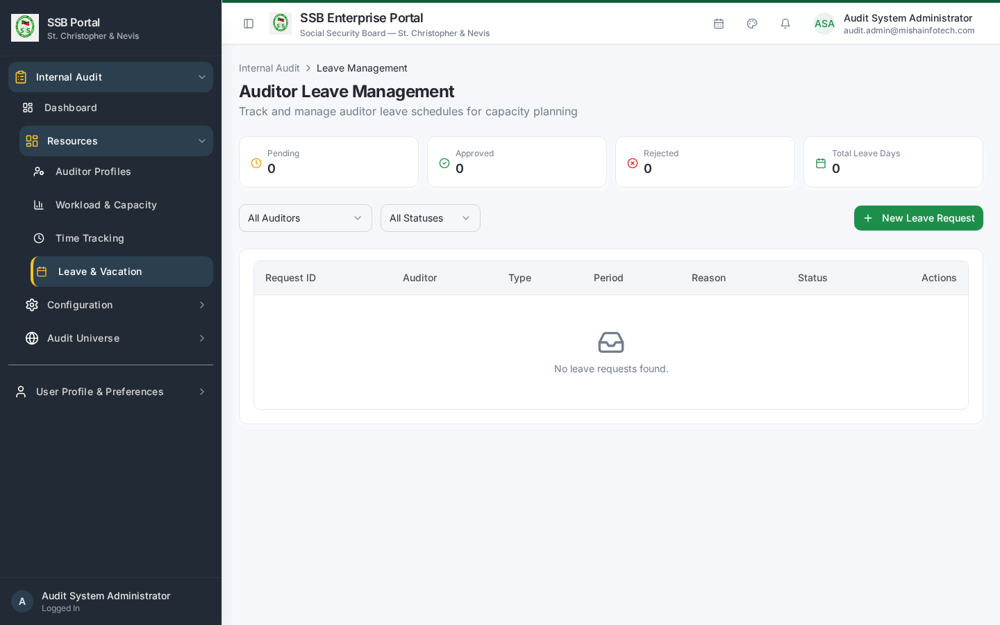 SSB Portal
St. Christopher & Nevis
Internal Audit
Dashboard
Resources
Auditor Profiles
Workload & Capacity
Time Tracking
Leave & Vacation
Configuration
Audit Universe
User Profile & Preferences
A
Audit System Administrator
Logged In
SSB Enterprise Portal
Social Security Board — St. Christopher & Nevis
ASA
Audit System Administrator
audit.admin@mishainfotech.com
Internal Audit > Leave Management
Auditor Leave Management
Track and manage auditor leave schedules for capacity planning
Pending
0
Approved
0
Rejected
0
Total Leave Days
0
All Auditors
All Statuses
New Leave Request
Request ID Auditor Type Period Reason Status Actions
No leave requests found.